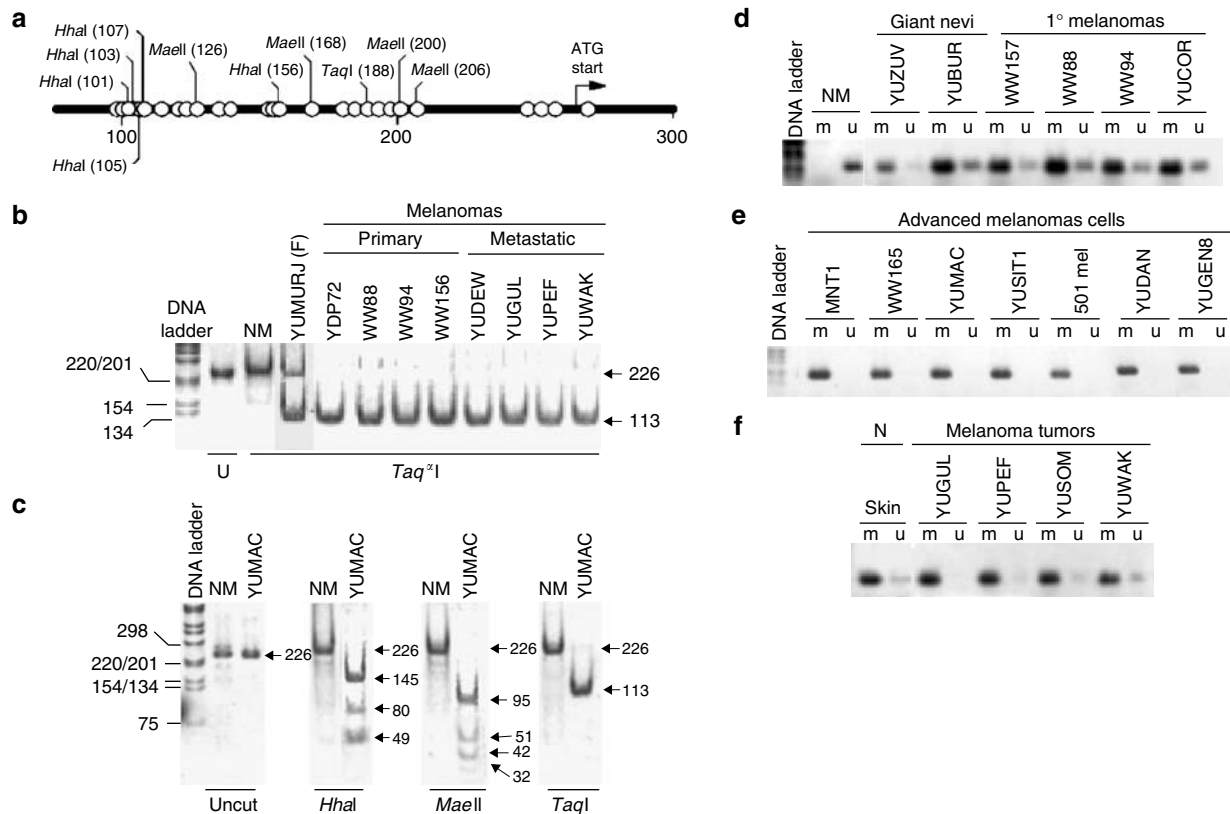 a
HhaI (107)
HhaI (103)
HhaI (101)
MaeII (126)
MaeII (168)
HhaI (156)
TaqI (188)
MaeII (200)
MaeII (206)
ATG
start
100
200
300
HhaI (105)
b
Melanomas
Primary
Metastatic
DNA
ladder
NM
YUMURJ (F)
YDP72
WW88
WW94
WW156
YUDEW
YUGUL
YUPEF
YUWAK
220/201
154
134
226
113
U
Taq α I
c
DNA ladder
NM
YUMAC
NM
YUMAC
NM
YUMAC
NM
YUMAC
298
220/201
154/134
75
226
226
145
80
49
226
95
51
42
32
226
113
Uncut
HhaI
MaeII
TaqI
d
Giant nevi
1° melanomas
DNA ladder
NM
YUZUV
YUBUR
WW157
WW88
WW94
YUCOR
m u m u m u m u m u m u m u
e
Advanced melanomas cells
DNA ladder
MNT1
WW165
YUMAC
YUSIT1
501 mel
YUDAN
YUGEN8
m u m u m u m u m u m u m u
f
N
Melanoma tumors
Skin
YUGUL
YUPEF
YUSOM
YUWAK
m u m u m u m u m u